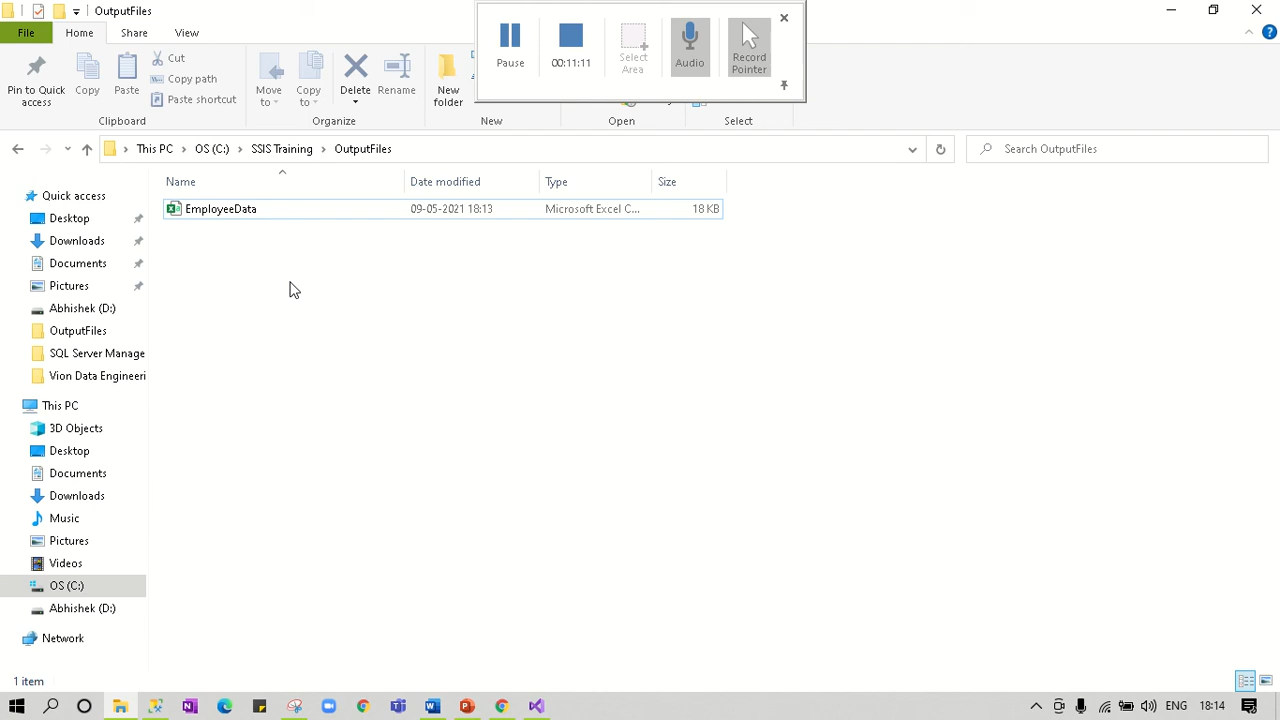 OutputFiles
File Home Share View
Pin to Quick access
Copy
Paste
Cut
Copy path
Paste shortcut
Clipboard
Move to
Copy to
Delete
Rename
Organize
New folder
New
Open
Select
Pause
00:11:11
Select Area
Audio
Record Pointer
This PC > OS (C:) > SSIS Training > OutputFiles
Search OutputFiles
Name Date modified Type Size
EmployeeData 09-05-2021 18:13 Microsoft Excel C... 18 KB
Quick access
Desktop
Downloads
Documents
Pictures
Abhishek (D:)
OutputFiles
SQL Server Manage
Vion Data Engineeri
This PC
3D Objects
Desktop
Documents
Downloads
Music
Pictures
Videos
OS (C:)
Abhishek (D:)
Network
1 item
ENG 18:14